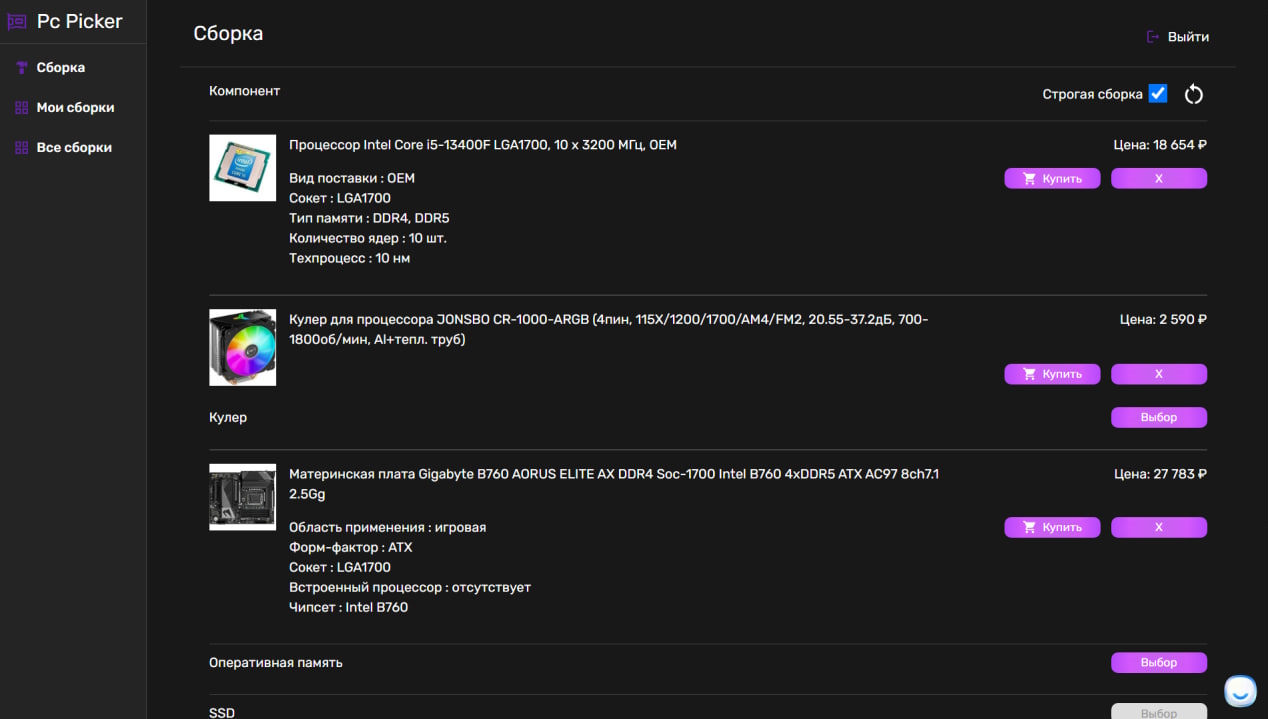 Pc Picker
Сборка
Мои сборки
Все сборки
Сборка
Выйти
Компонент
Строгая сборка
Процессор Intel Core i5-13400F LGA1700, 10 x 3200 МГц, OEM
Цена: 18 654 ₽
Вид поставки : OEM
Купить
X
Сокет : LGA1700
Тип памяти : DDR4, DDR5
Количество ядер : 10 шт.
Техпроцесс : 10 нм
Кулер для процессора JONSBO CR-1000-ARGB (4пин, 115X/1200/1700/AM4/FM2, 20.55-37.2дБ, 700-
1800об/мин, Al+тепл. труб)
Цена: 2 590 ₽
Купить
X
Кулер
Выбор
Материнская плата Gigabyte B760 AORUS ELITE AX DDR4 Soc-1700 Intel B760 4xDDR5 ATX AC97 8ch7.1
2.5Gg
Цена: 27 783 ₽
Область применения : игровая
Купить
X
Форм-фактор : ATX
Сокет : LGA1700
Встроенный процессор : отсутствует
Чипсет : Intel B760
Оперативная память
Выбор
SSD
Выбор